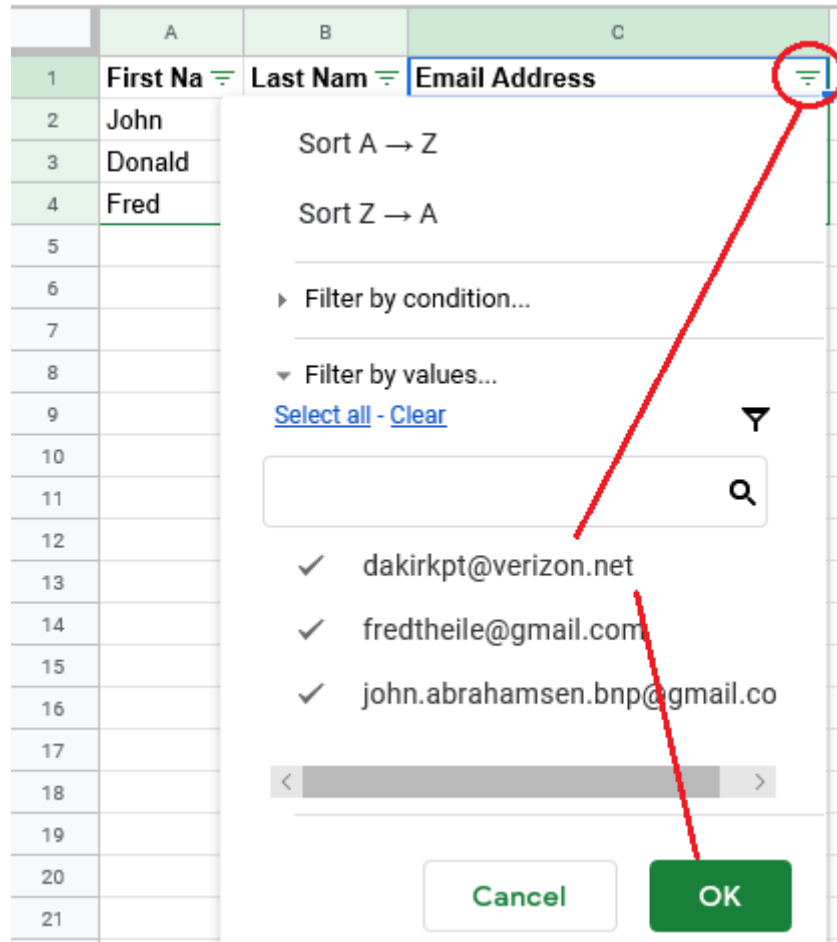 A B C
1 First Na Last Nam Email Address
2 John
Sort A → Z
3 Donald
4 Fred
Sort Z → A
5
6 Filter by condition...
7
8 Filter by values...
9 Select all - Clear
10
11
12
13 dakirkpt@verizon.net
14 fredtheile@gmail.com
15
16 john.abrahamsen.bnp@gmail.co
17
18
19
20 Cancel OK
21